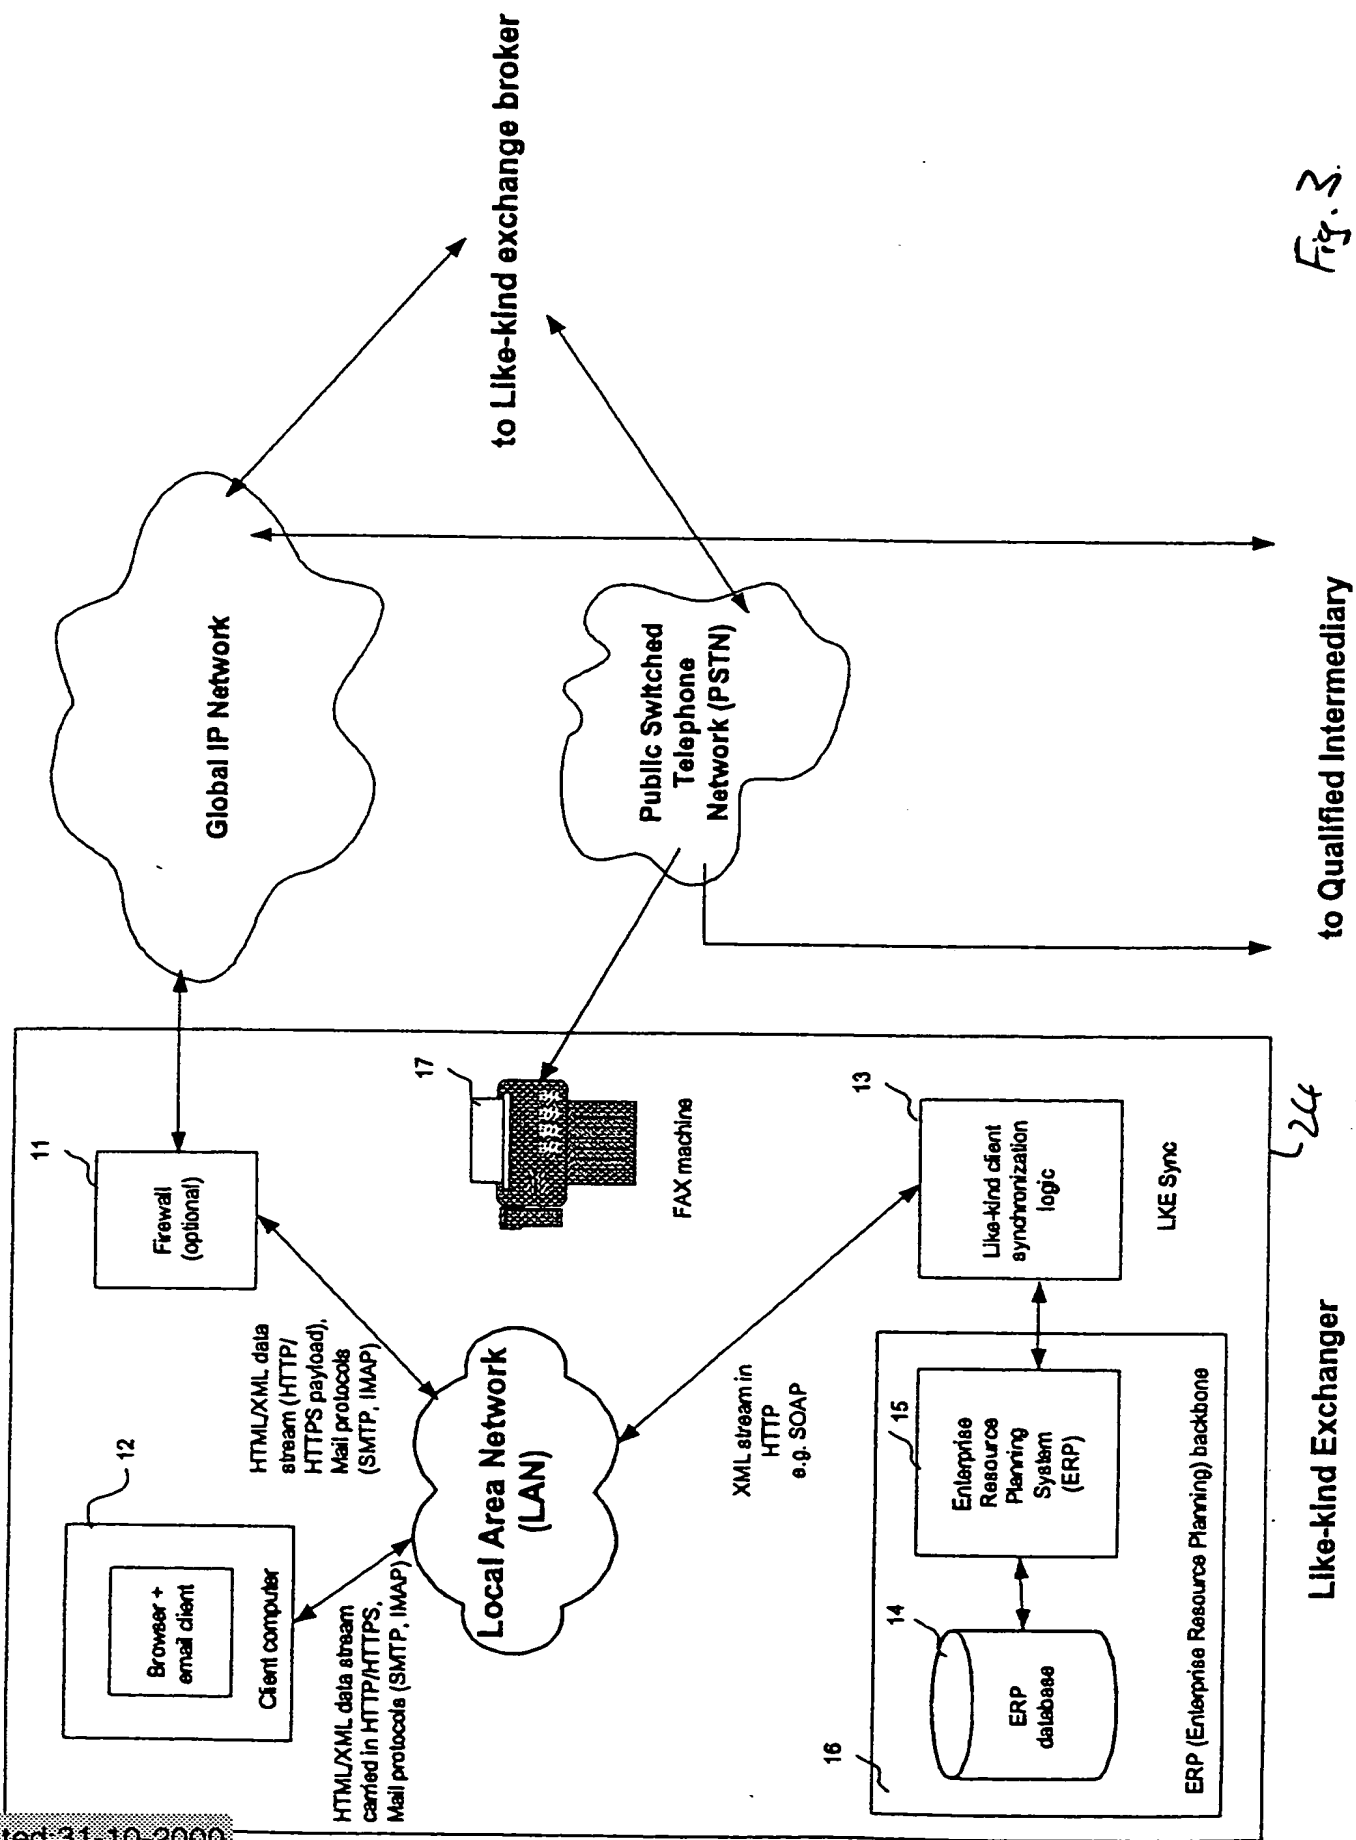 12
Browser +
email client
Client computer
HTML/XML data stream
carried in HTTP/HTTPS,
Mail protocols (SMTP, IMAP)
11
Firewall
(optional)
HTML/XML data
stream (HTTP/
HTTPS payload),
Mail protocols
(SMTP, IMAP)
Global IP Network
Local Area Network
(LAN)
17
FAX machine
Public Switched
Telephone
Network (PSTN)
to Like-kind exchange broker
XML stream in
HTTP
e.g. SOAP
13
Like-kind client
synchronization
logic
LKE Sync
16
14
ERP
database
15
Enterprise
Resource
Planning
System
(ERP)
ERP (Enterprise Resource Planning) backbone
24
Like-kind Exchanger
to Qualified Intermediary
Fig. 3.
31-10-2000